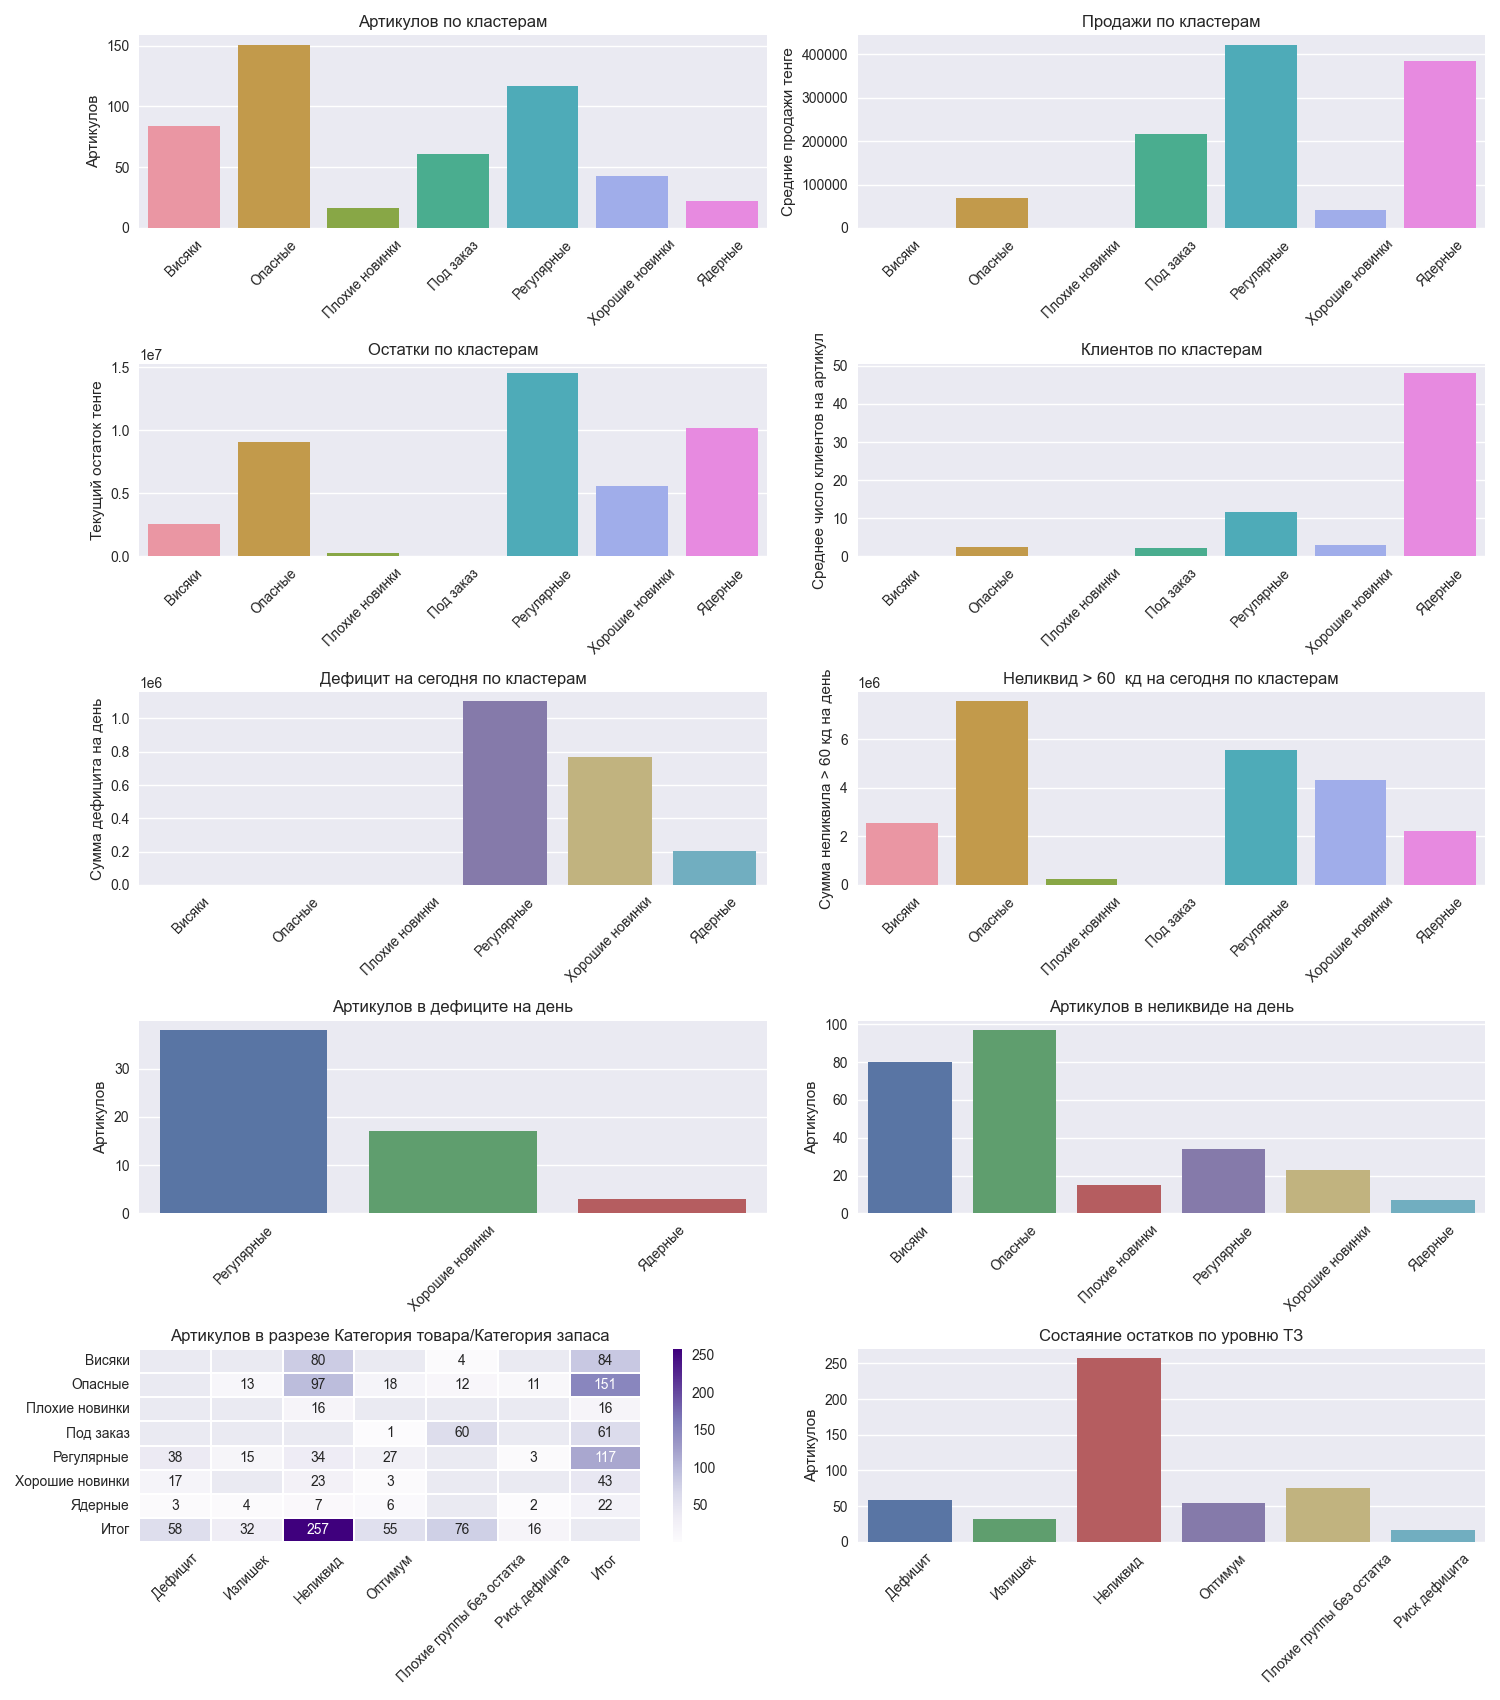 Артикулов по кластерам
Артикулов
150
100
50
0
Висяки
Опасные
Плохие новинки
Под заказ
Регулярные
Хорошие новинки
Ядерные
Продажи по кластерам
Средние продажи тенге
400000
300000
200000
100000
0
Висяки
Опасные
Плохие новинки
Под заказ
Регулярные
Хорошие новинки
Ядерные
Остатки по кластерам
1e7
Текущий остаток тенге
1.5
1.0
0.5
0.0
Висяки
Опасные
Плохие новинки
Под заказ
Регулярные
Хорошие новинки
Ядерные
Клиентов по кластерам
Среднее число клиентов на артикул
50
40
30
20
10
0
Висяки
Опасные
Плохие новинки
Под заказ
Регулярные
Хорошие новинки
Ядерные
Дефицит на сегодня по кластерам
1e6
Сумма дефицита на день
1.0
0.8
0.6
0.4
0.2
0.0
Висяки
Опасные
Плохие новинки
Регулярные
Хорошие новинки
Ядерные
Неликвид > 60  кд на сегодня по кластерам
1e6
Сумма неликвила > 60 кд на день
6
4
2
0
Висяки
Опасные
Плохие новинки
Под заказ
Регулярные
Хорошие новинки
Ядерные
Артикулов в дефиците на день
Артикулов
30
20
10
0
Регулярные
Хорошие новинки
Ядерные
Артикулов в неликвиде на день
Артикулов
100
80
60
40
20
0
Висяки
Опасные
Плохие новинки
Регулярные
Хорошие новинки
Ядерные
Артикулов в разрезе Категория товара/Категория запаса
Висяки 80 4 84
Опасные 13 97 18 12 11 151
Плохие новинки 16 16
Под заказ 1 60 61
Регулярные 38 15 34 27 3 117
Хорошие новинки 17 23 3 43
Ядерные 3 4 7 6 2 22
Итог 58 32 257 55 76 16
Дефицит
Излишек
Неликвид
Оптимум
Плохие группы без остатка
Риск дефицита
Итог
250
200
150
100
50
Состаяние остатков по уровню ТЗ
Артикулов
250
200
150
100
50
0
Дефицит
Излишек
Неликвид
Оптимум
Плохие группы без остатка
Риск дефицита